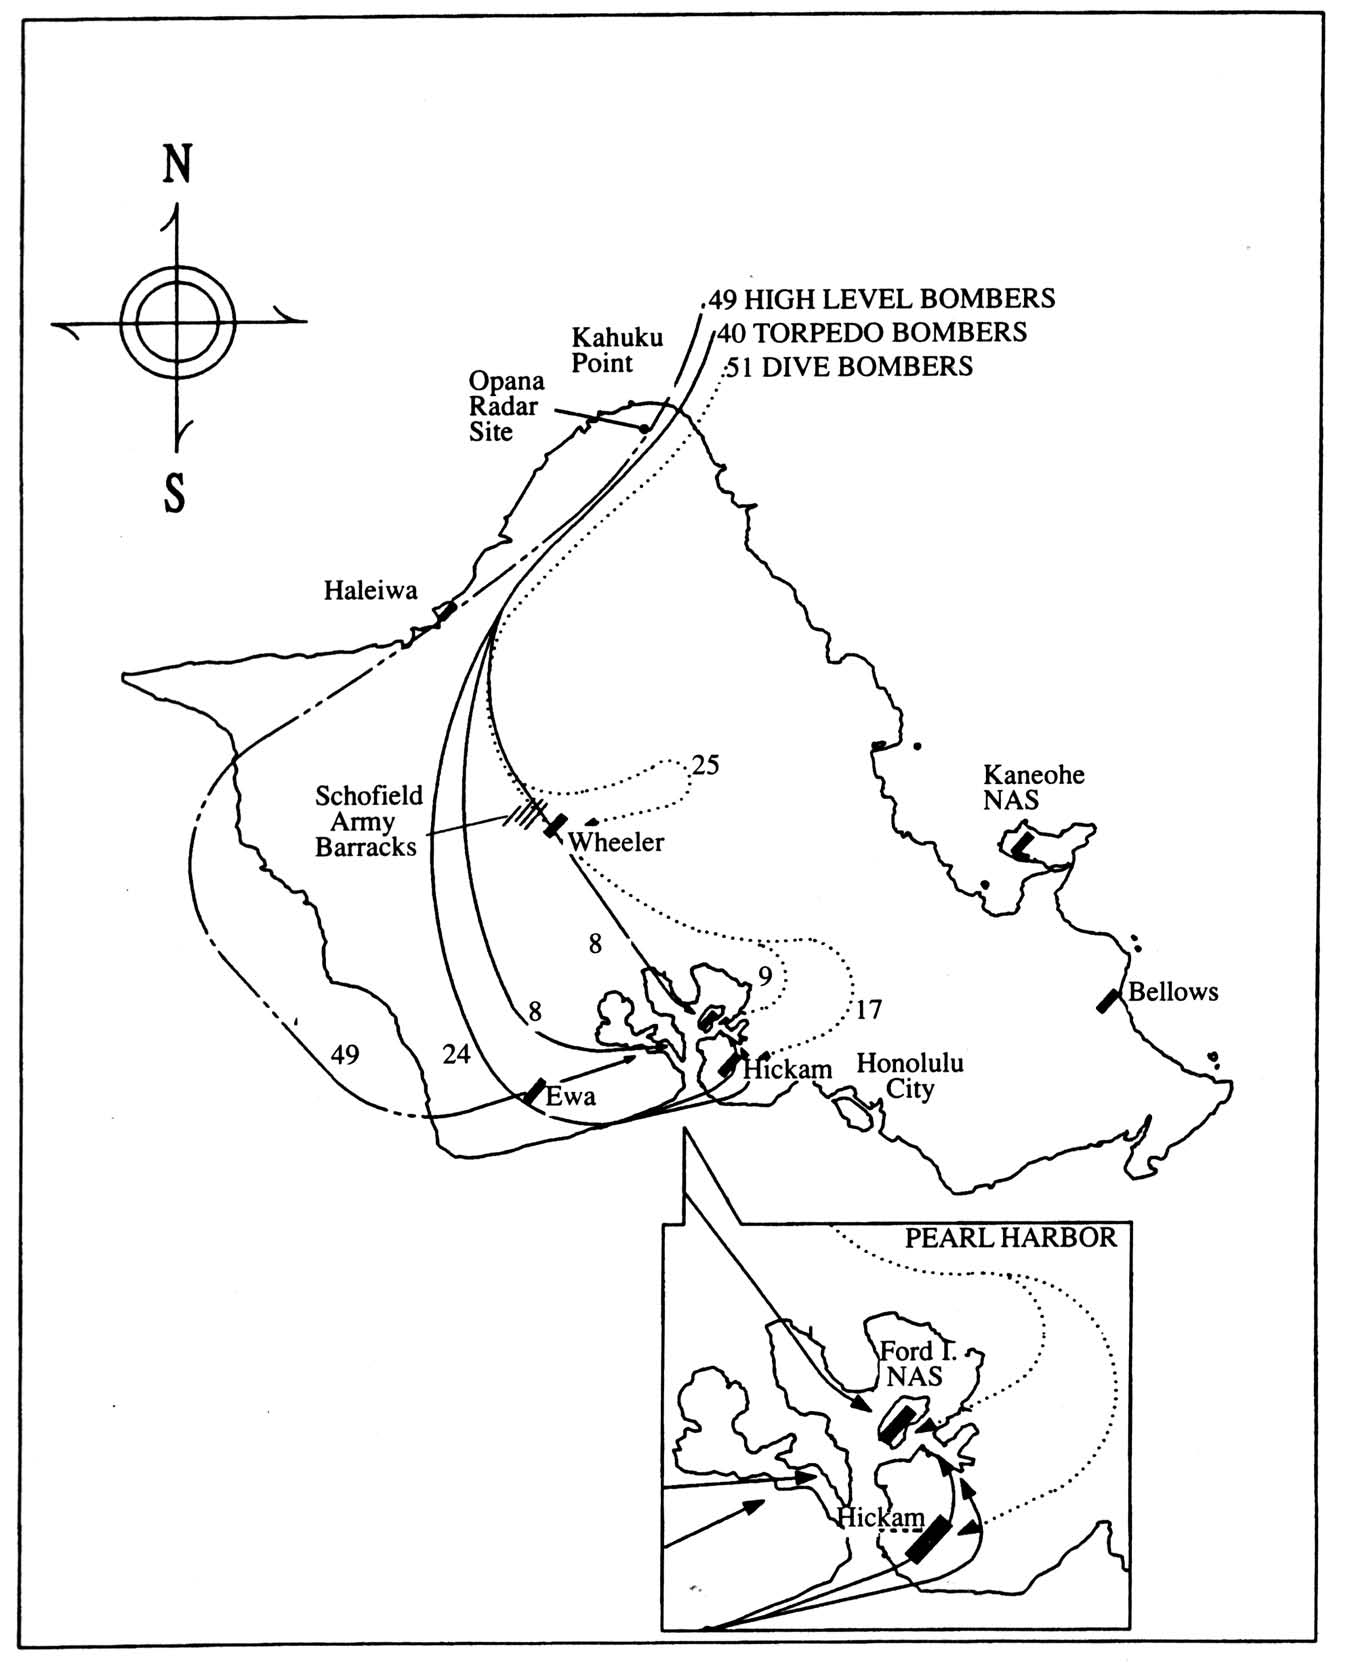 N
S
49 HIGH LEVEL BOMBERS
40 TORPEDO BOMBERS
51 DIVE BOMBERS
Kahuku
Point
Opana
Radar
Site
Haleiwa
25
Schofield
Army
Barracks
Wheeler
Kaneohe
NAS
8
9
17
8
Bellows
49
24
Ewa
Hickam
Honolulu
City
PEARL HARBOR
Ford I.
NAS
Hickam